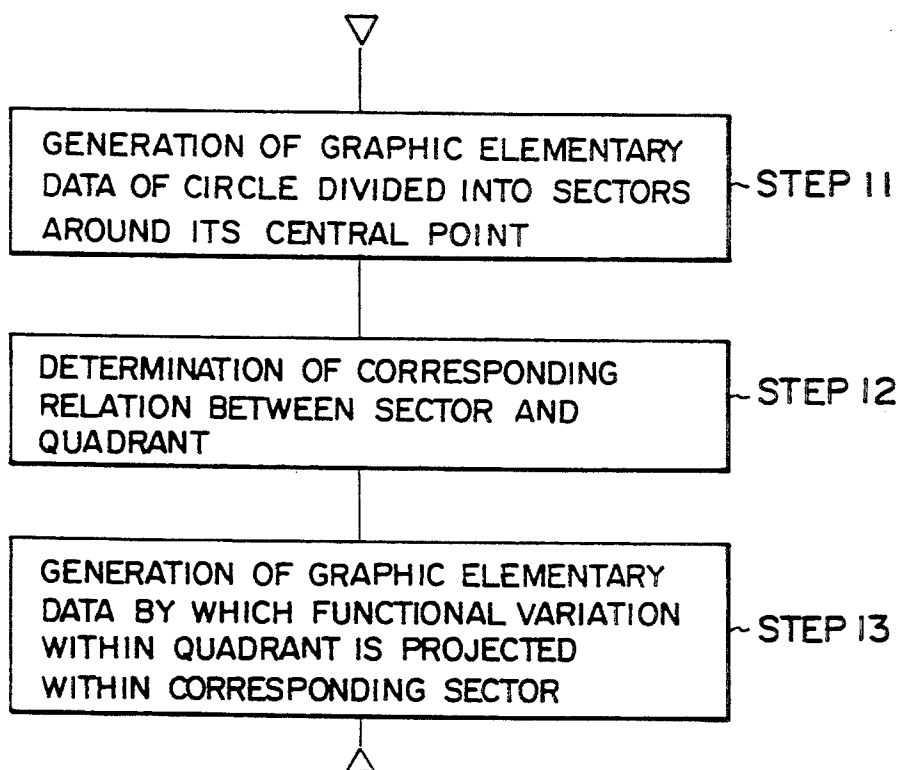 GENERATION OF GRAPHIC ELEMENTARY
DATA OF CIRCLE DIVIDED INTO SECTORS
AROUND ITS CENTRAL POINT
STEP 11
DETERMINATION OF CORRESPONDING
RELATION BETWEEN SECTOR AND
QUADRANT
STEP 12
GENERATION OF GRAPHIC ELEMENTARY
DATA BY WHICH FUNCTIONAL VARIATION
WITHIN QUADRANT IS PROJECTED
WITHIN CORRESPONDING SECTOR
STEP 13